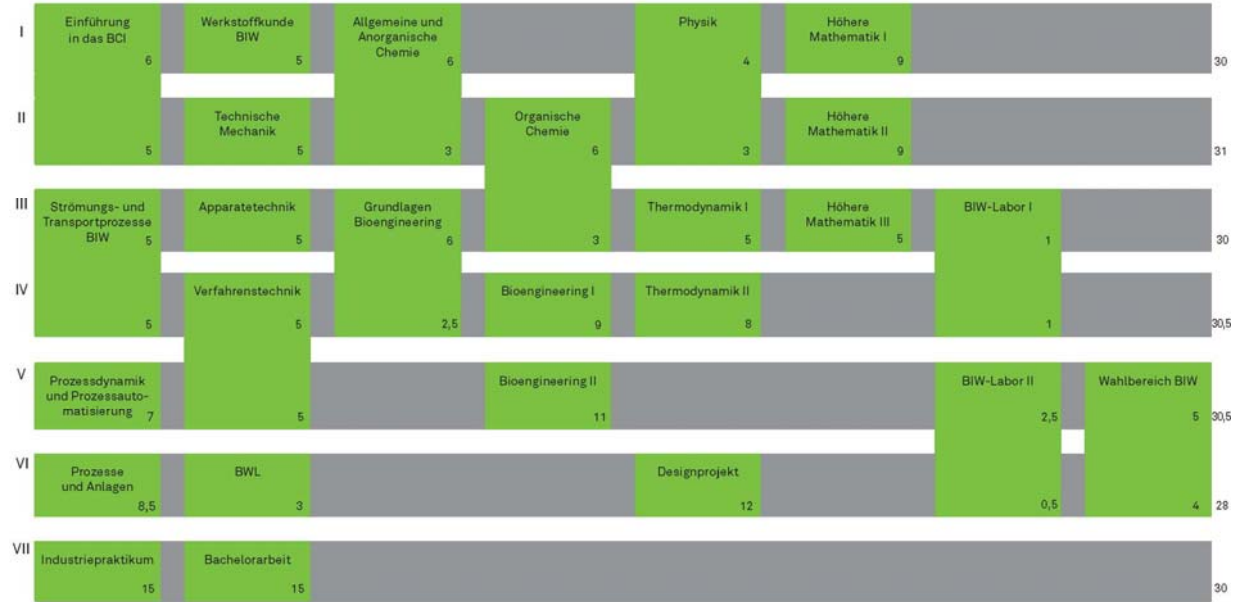 I
Einführung
in das BCI
6
Werkstoffkunde
BIW
5
Allgemeine und
Anorganische
Chemie
6
Physik
4
Höhere
Mathematik I
9
30
II
5
Technische
Mechanik
5
3
Organische
Chemie
6
3
Höhere
Mathematik II
9
31
III
Strömungs- und
Transportprozesse
BIW
5
Apparatetechnik
5
Grundlagen
Bioengineering
6
3
Thermodynamik I
5
Höhere
Mathematik III
5
BIW-Labor I
1
30
IV
5
Verfahrenstechnik
5
2,5
Bioengineering I
9
Thermodynamik II
8
1
30,5
V
Prozessdynamik
und Prozessauto-
matisierung
7
5
Bioengineering II
11
BIW-Labor II
2,5
Wahlbereich BIW
5
30,5
VI
Prozesse
und Anlagen
8,5
BWL
3
Designprojekt
12
0,5
4
28
VII
Industriepraktikum
15
Bachelorarbeit
15
30